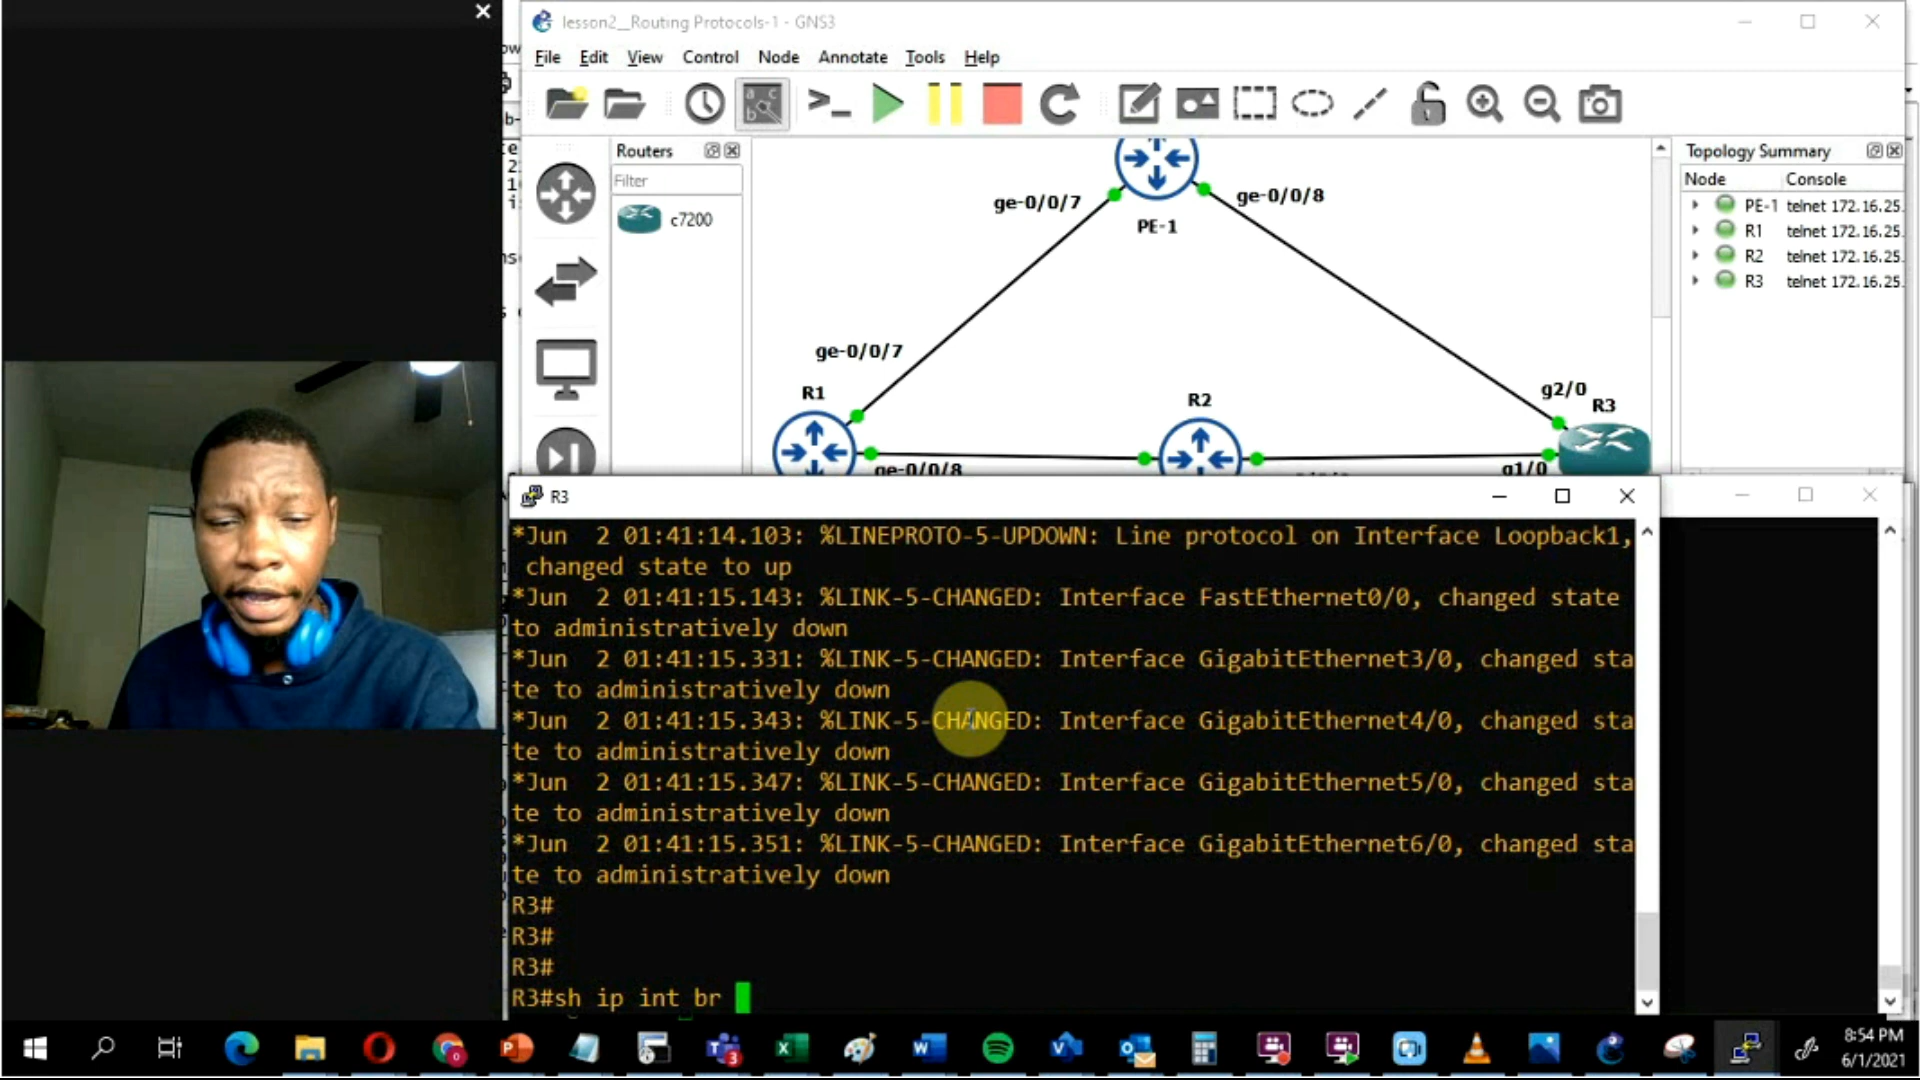 lesson2__Routing Protocols-1 - GNS3
File Edit View Control Node Annotate Tools Help
Routers
Filter
c7200
ge-0/0/7
ge-0/0/8
PE-1
ge-0/0/7
R1
ge-0/0/8
R2
g2/0
R3
g1/0
Topology Summary
Node Console
PE-1 telnet 172.16.25.
R1 telnet 172.16.25.
R2 telnet 172.16.25.
R3 telnet 172.16.25.
R3
*Jun  2 01:41:14.103: %LINEPROTO-5-UPDOWN: Line protocol on Interface Loopback1,
changed state to up
*Jun  2 01:41:15.143: %LINK-5-CHANGED: Interface FastEthernet0/0, changed state
to administratively down
*Jun  2 01:41:15.331: %LINK-5-CHANGED: Interface GigabitEthernet3/0, changed sta
te to administratively down
*Jun  2 01:41:15.343: %LINK-5-CHANGED: Interface GigabitEthernet4/0, changed sta
te to administratively down
*Jun  2 01:41:15.347: %LINK-5-CHANGED: Interface GigabitEthernet5/0, changed sta
te to administratively down
*Jun  2 01:41:15.351: %LINK-5-CHANGED: Interface GigabitEthernet6/0, changed sta
te to administratively down
R3#
R3#
R3#
R3#sh ip int br
8:54 PM
6/1/2021